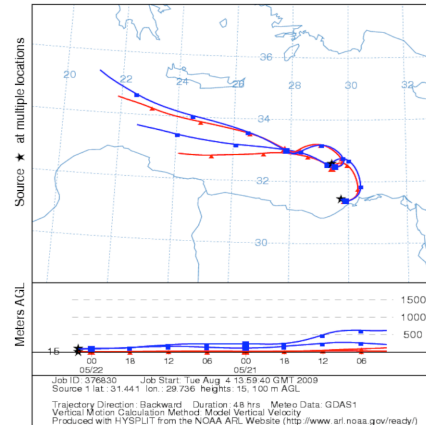 36
20
22
24
26
28
30
32
34
32
30
Source ★ at multiple locations
Meters AGL
1500
1000
500
15
00 18 12 06 00 18 12 06
05/22 05/21
Job ID: 376830 Job Start: Tue Aug 4 13:59:40 GMT 2009
Source 1 lat.: 31.441 lon.: 29.736 heights: 15, 100 m AGL
Trajectory Direction: Backward Duration: 48 hrs Meteo Data: GDAS1
Vertical Motion Calculation Method: Model Vertical Velocity
Produced with HYSPLIT from the NOAA ARL Website (http://www.arl.noaa.gov/ready/)